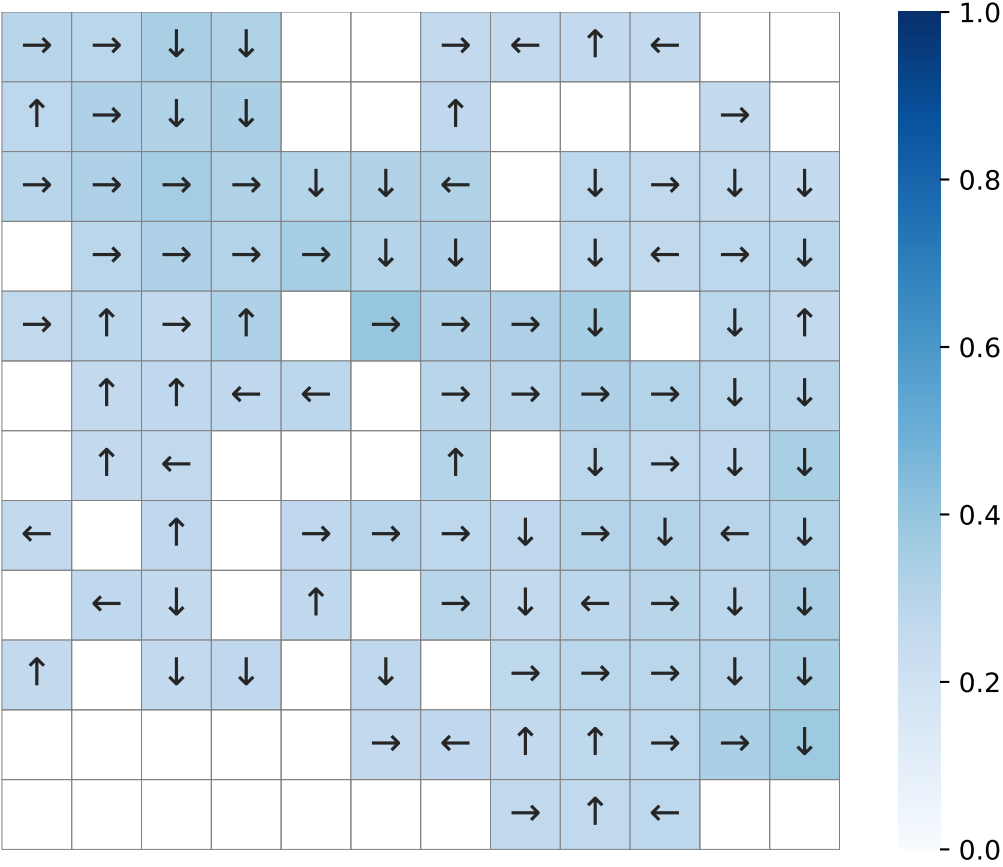 → → ↓ ↓ → ← ↑ ←
↑ → ↓ ↓ ↑ →
→ → → → ↓ ↓ ← ↓ → ↓ ↓
→ → → → ↓ ↓ ↓ ← → ↓
→ ↑ → ↑ → → → ↓ ↓ ↑
↑ ↑ ← ← → → → → ↓ ↓
↑ ← ↑ ↓ → ↓ ↓
← ↑ → → → ↓ → ↓ ← ↓
← ↓ ↑ → ↓ ← → ↓ ↓
↑ ↓ ↓ ↓ → → → ↓ ↓
→ ← ↑ ↑ → → ↓
→ ↑ ←
1.0
0.8
0.6
0.4
0.2
0.0